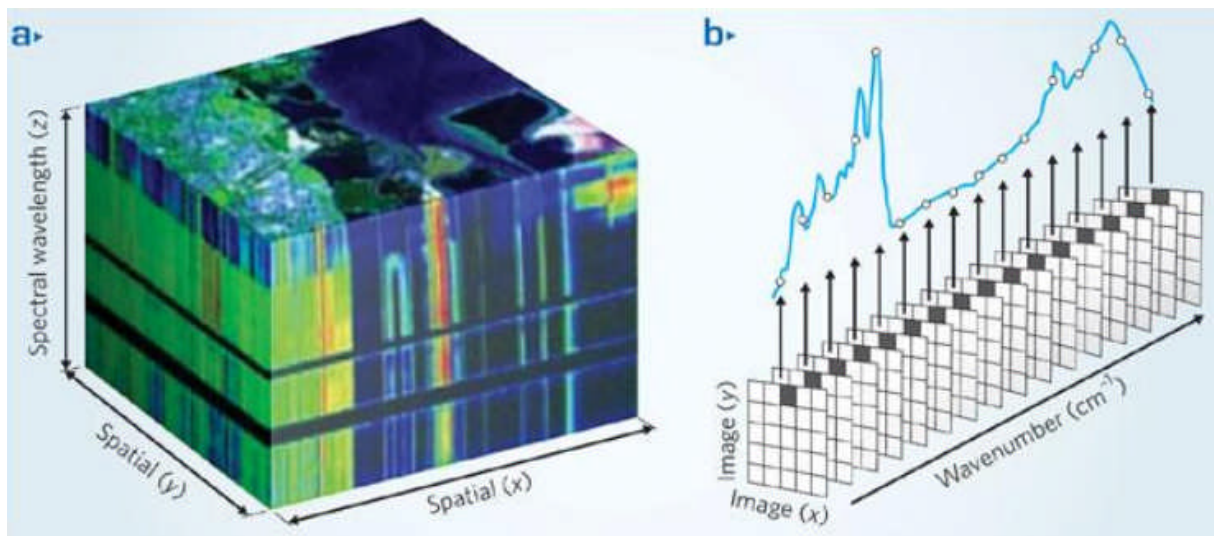 a
Spectral wavelength (z)
Spatial (y)
Spatial (x)
b
Image (y)
Image (x)
Wavenumber (cm⁻¹)